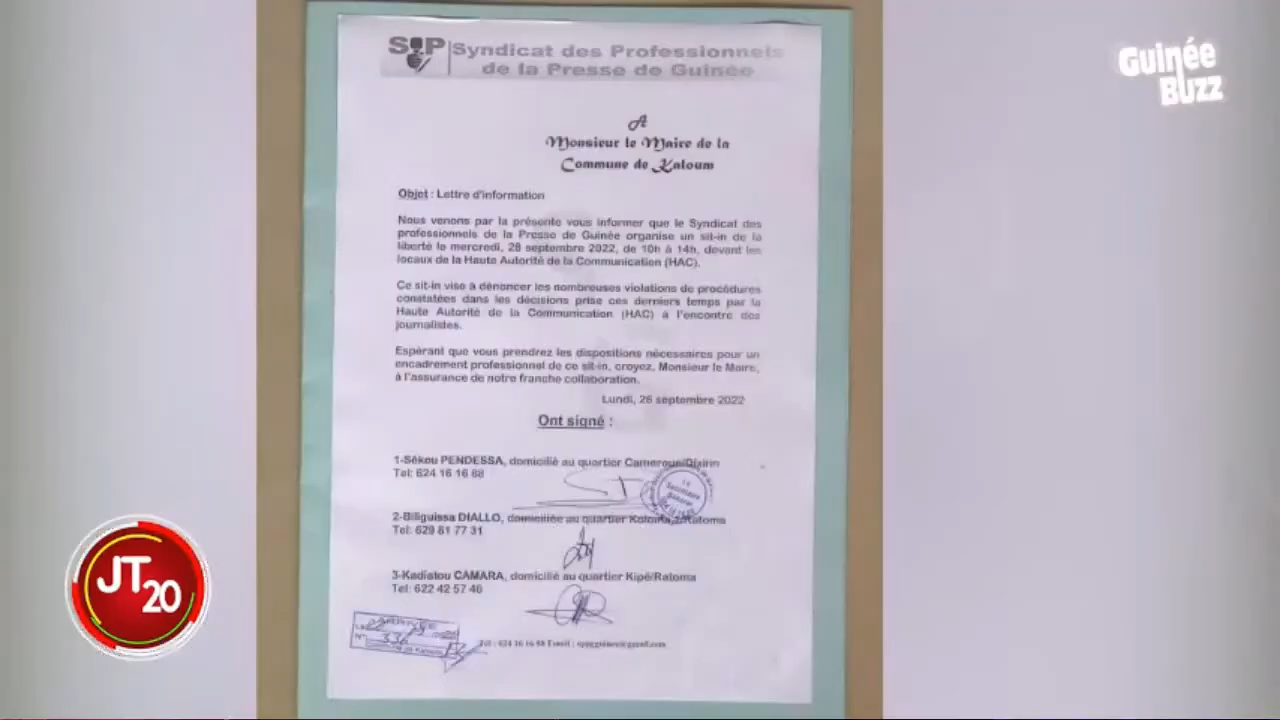 SPP Syndicat des Professionnels
de la Presse de Guinée
Guinée
BUZZ
A
Monsieur le Maire de la
Commune de Kaloum
Objet : Lettre d'information
Nous venons par la présente vous informer que le Syndicat des
professionnels de la Presse de Guinée organise un sit-in de la
liberté le mercredi, 28 septembre 2022, de 10h à 14h, devant les
locaux de la Haute Autorité de la Communication (HAC).
Ce sit-in vise à dénoncer les nombreuses violations de procédures
constatées dans les décisions prise ces derniers temps par la
Haute Autorité de la Communication (HAC) à l'encontre des
journalistes.
Espérant que vous prendrez les dispositions nécessaires pour un
encadrement professionnel de ce sit-in, croyez, Monsieur le Maire,
à l'assurance de notre franche collaboration.
Lundi, 26 septembre 2022
Ont signé :
1-Sékou PENDESSA, domicilié au quartier Cameroun/Dixinn
Tel: 624 16 16 68
Le Secrétaire Général
2-Biliguissa DIALLO, domiciliée au quartier Koloma/Ratoma
Tel: 629 81 77 31
3-Kadiatou CAMARA, domicilié au quartier Kipé/Ratoma
Tel: 622 42 57 46
JT
20